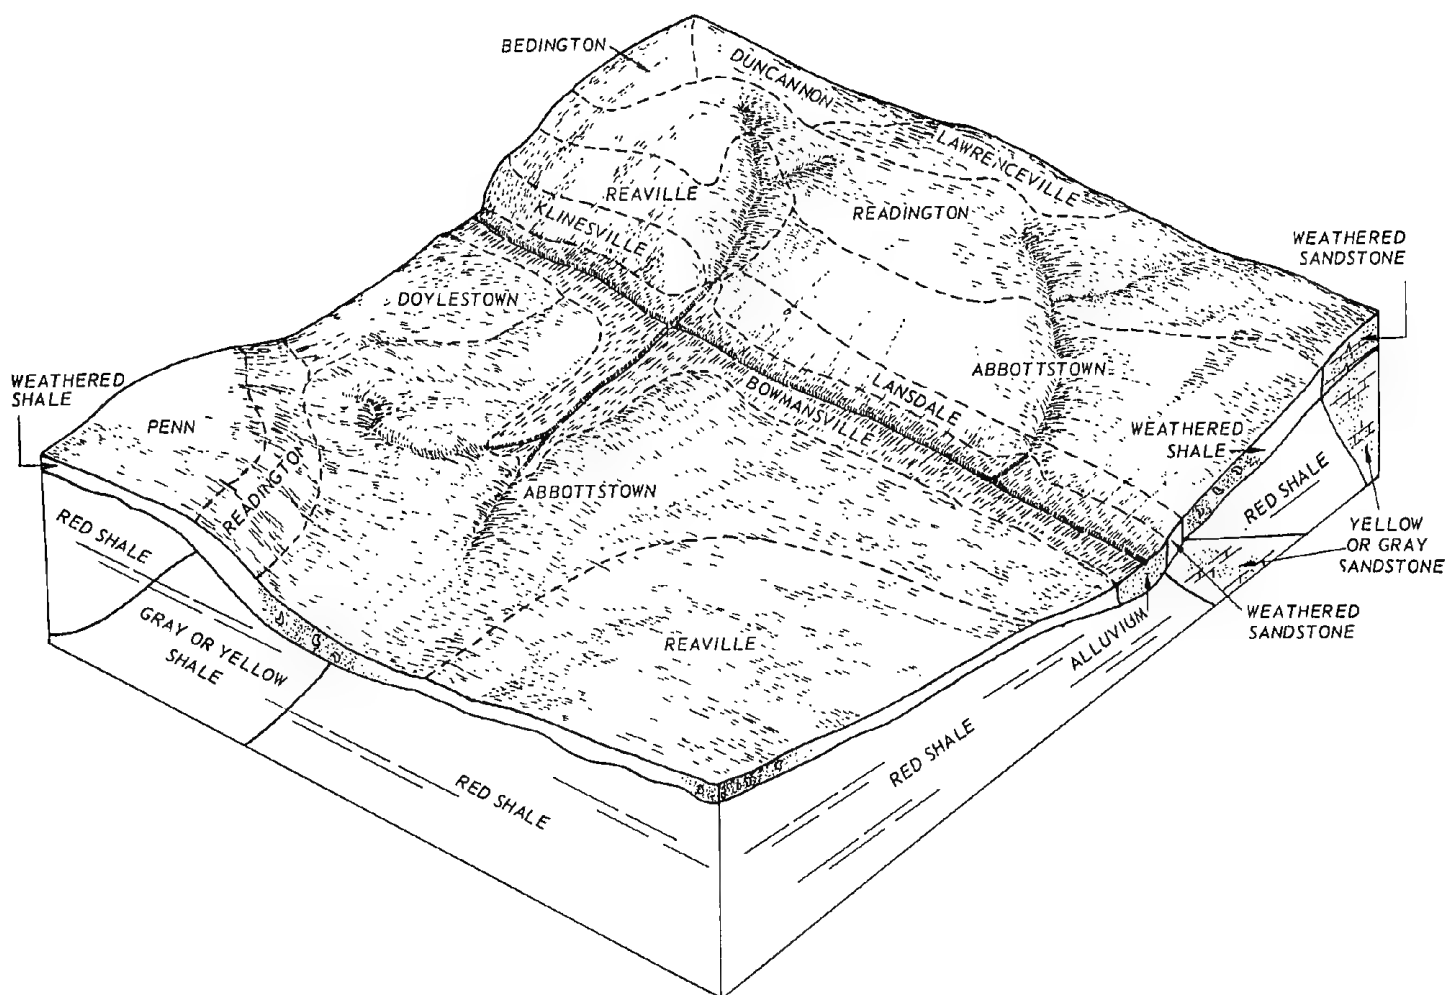 BEDINGTON
DUNCANNON
LAWRENCEVILLE
REAVILLE
READINGTON
KLINESVILLE
WEATHERED
SANDSTONE
DOYLESTOWN
ABBOTTSTOWN
LANSDALE
BOWMANSVILLE
WEATHERED
SHALE
PENN
WEATHERED
SHALE
READINGTON
ABBOTTSTOWN
RED SHALE
RED SHALE
YELLOW
OR GRAY
SANDSTONE
GRAY OR YELLOW
SHALE
REAVILLE
ALLUVIUM
WEATHERED
SANDSTONE
RED SHALE
RED SHALE